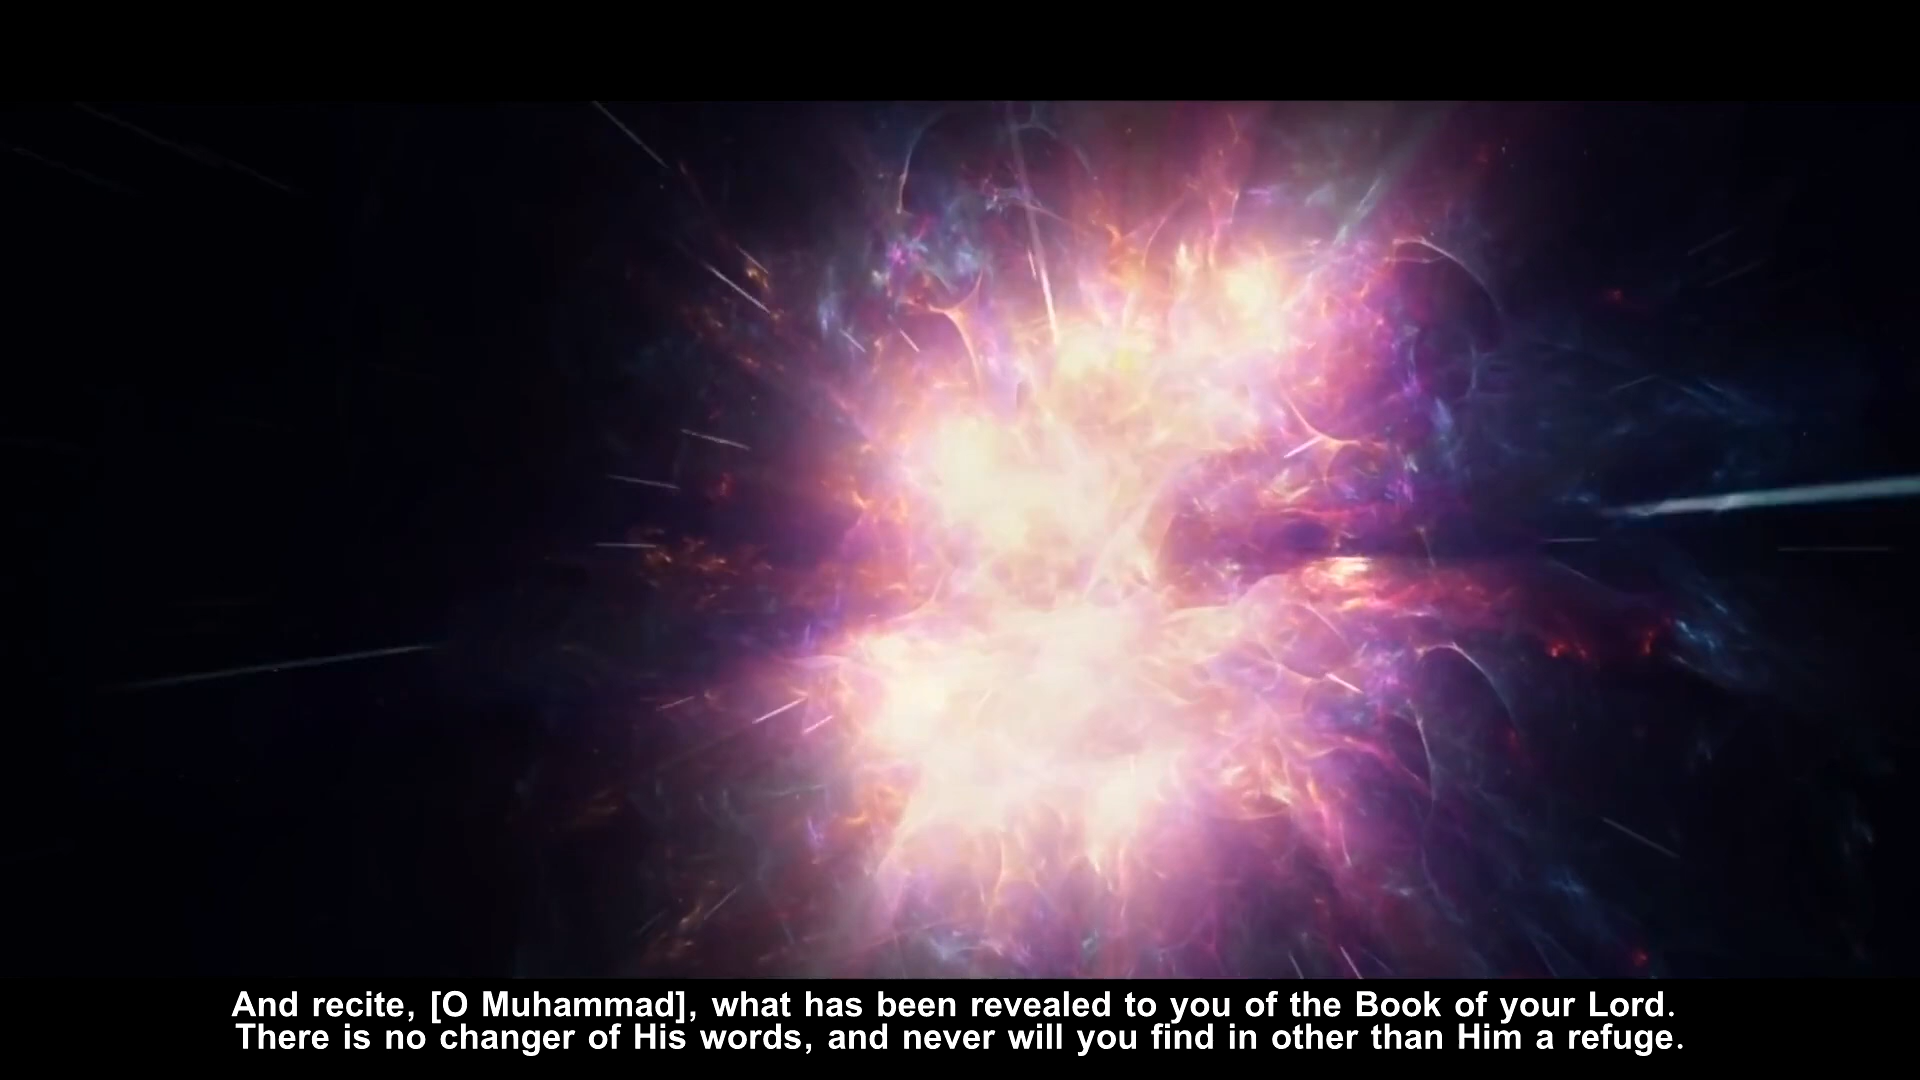 And recite, [O Muhammad], what has been revealed to you of the Book of your Lord.
There is no changer of His words, and never will you find in other than Him a refuge.